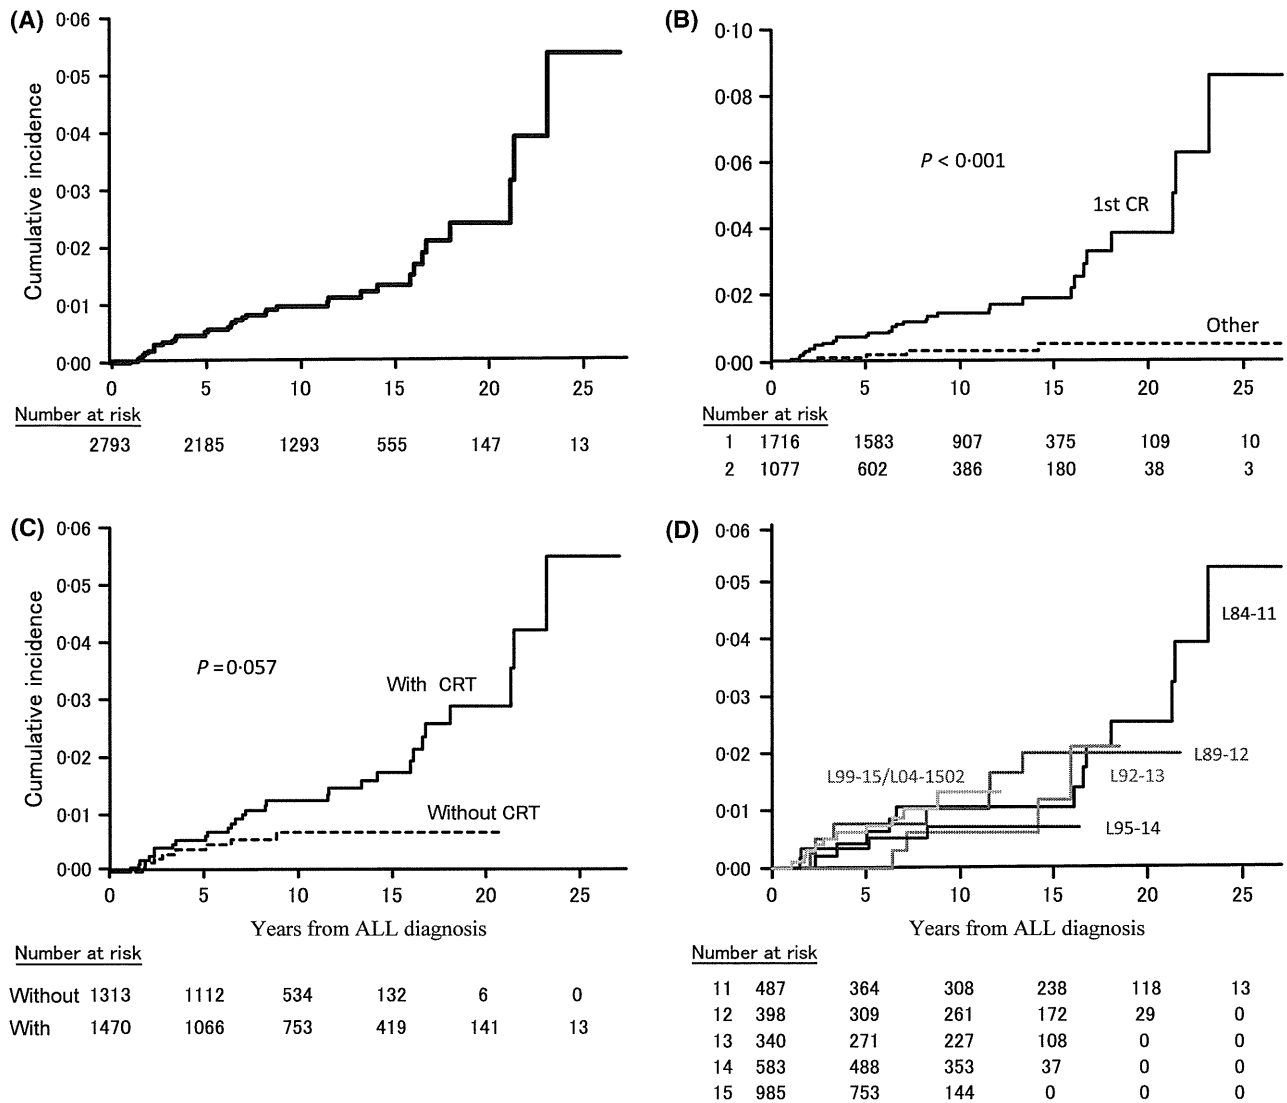 (A)
Cumulative incidence
0·06
0·05
0·04
0·03
0·02
0·01
0·00
0 5 10 15 20 25
Number at risk
2793 2185 1293 555 147 13
(B)
0·10
0·08
0·06
0·04
0·02
0·00
P < 0·001
1st CR
Other
0 5 10 15 20 25
Number at risk
1 1716 1583 907 375 109 10
2 1077 602 386 180 38 3
(C)
Cumulative incidence
0·06
0·05
0·04
0·03
0·02
0·01
0·00
P = 0·057
With CRT
Without CRT
0 5 10 15 20 25
Years from ALL diagnosis
Number at risk
Without 1313 1112 534 132 6 0
With 1470 1066 753 419 141 13
(D)
0·06
0·05
0·04
0·03
0·02
0·01
0·00
L84-11
L89-12
L99-15/L04-1502
L92-13
L95-14
0 5 10 15 20 25
Years from ALL diagnosis
Number at risk
11 487 364 308 238 118 13
12 398 309 261 172 29 0
13 340 271 227 108 0 0
14 583 488 353 37 0 0
15 985 753 144 0 0 0